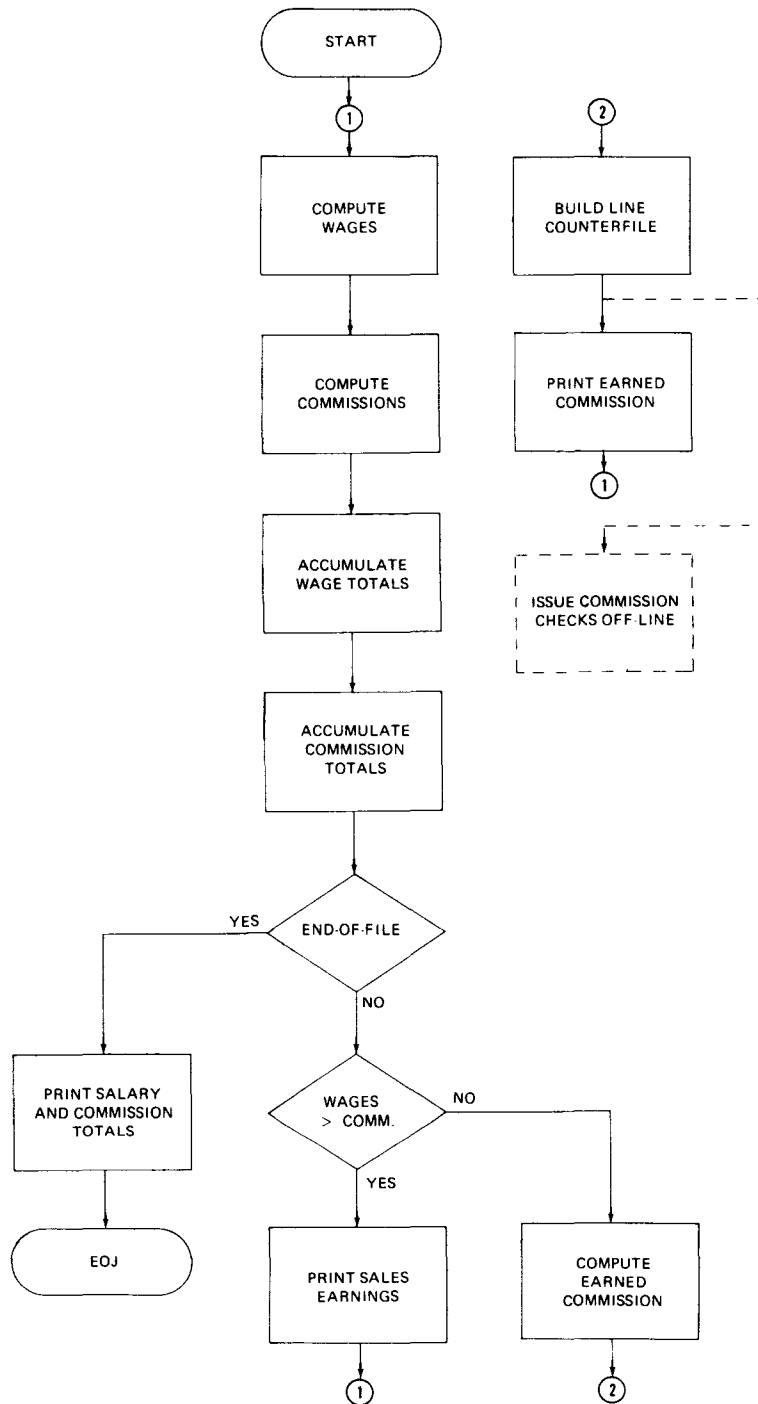 START
1
COMPUTE
WAGES
COMPUTE
COMMISSIONS
ACCUMULATE
WAGE TOTALS
ACCUMULATE
COMMISSION
TOTALS
END-OF-FILE
YES
NO
PRINT SALARY
AND COMMISSION
TOTALS
EOJ
WAGES
> COMM.
NO
YES
PRINT SALES
EARNINGS
1
COMPUTE
EARNED
COMMISSION
2
2
BUILD LINE
COUNTERFILE
PRINT EARNED
COMMISSION
1
ISSUE COMMISSION
CHECKS OFF-LINE